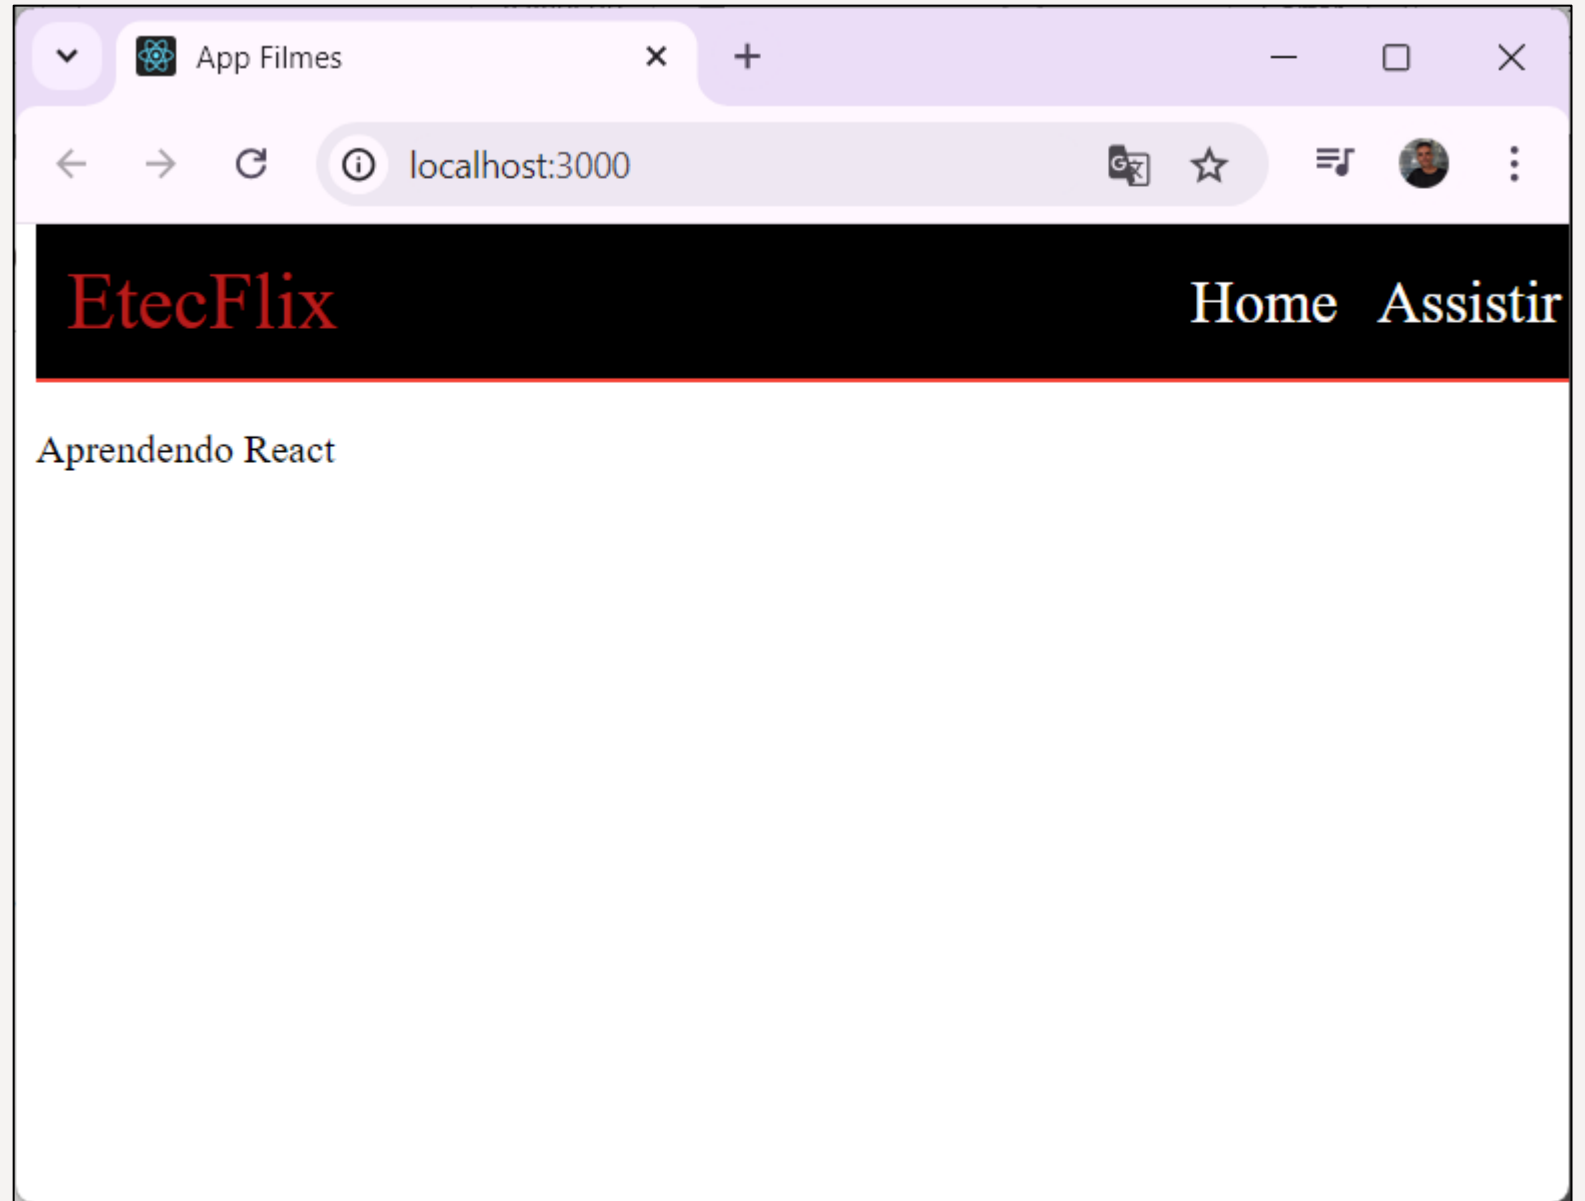 App Filmes
localhost:3000
EtecFlix Home Assistir
Aprendendo React